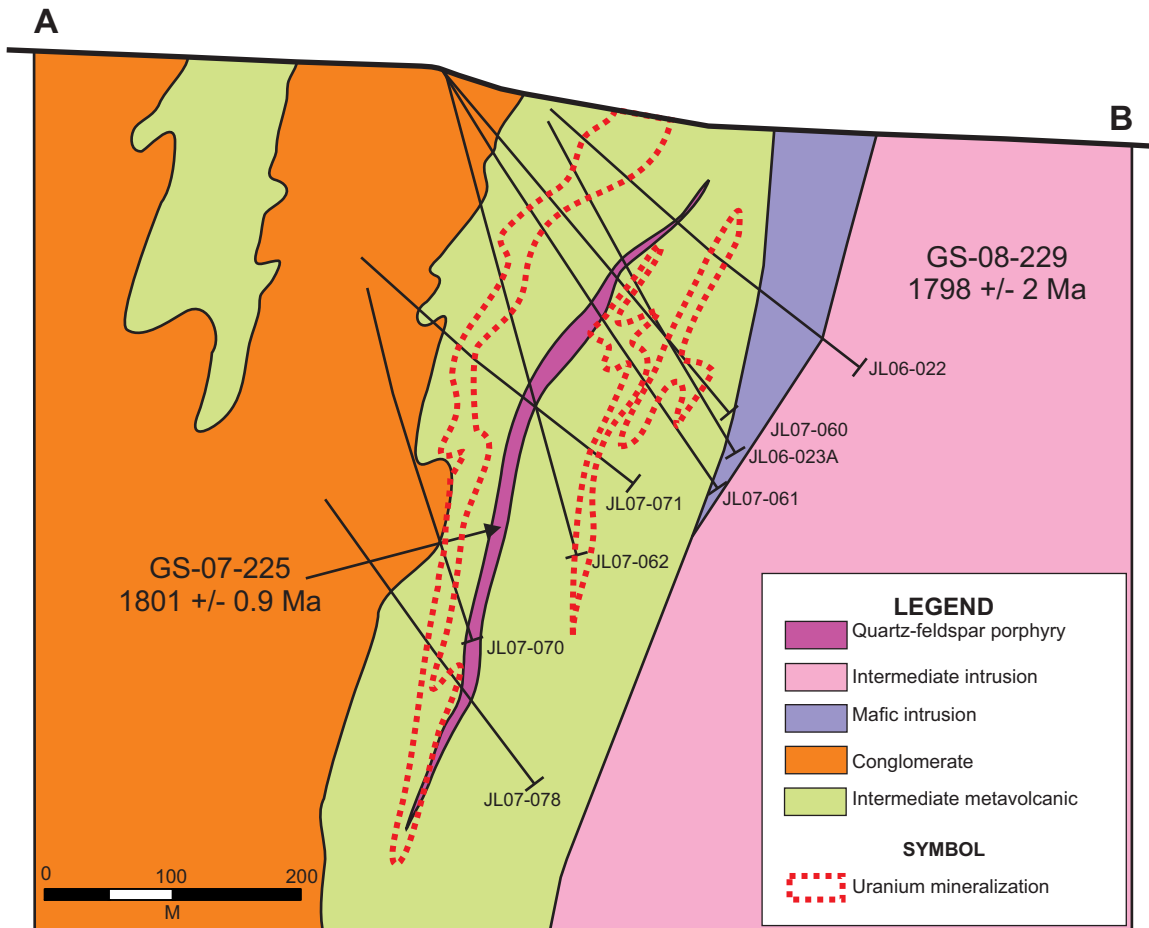 A
B
GS-08-229
1798 +/- 2 Ma
JL06-022
JL07-060
JL06-023A
JL07-061
JL07-071
JL07-062
GS-07-225
1801 +/- 0.9 Ma
JL07-070
JL07-078
LEGEND
Quartz-feldspar porphyry
Intermediate intrusion
Mafic intrusion
Conglomerate
Intermediate metavolcanic
SYMBOL
Uranium mineralization
0 100 200
M